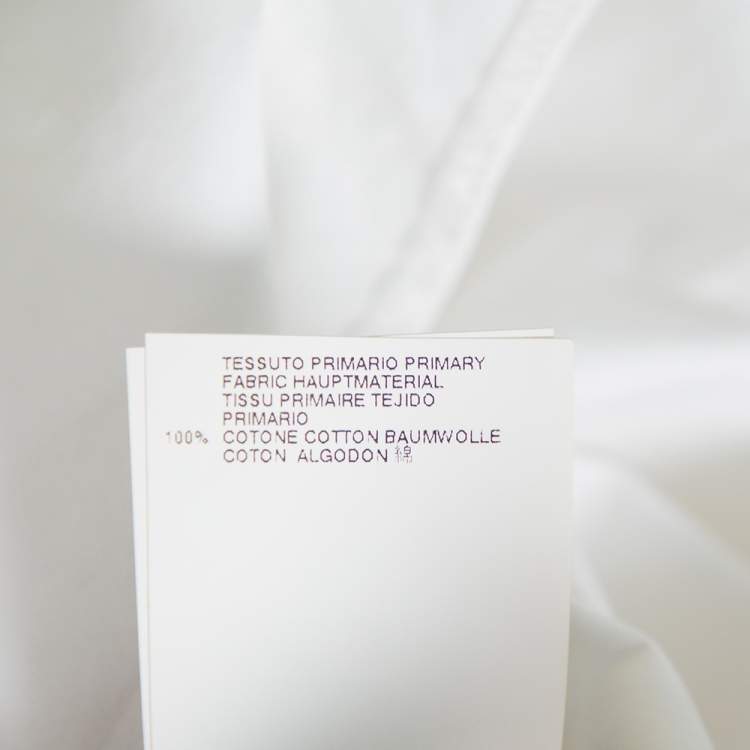 TESSUTO PRIMARIO PRIMARY
FABRIC HAUPTMATERIAL
TISSU PRIMAIRE TEJIDO
PRIMARIO
100% COTONE COTTON BAUMWOLLE
COTON ALGODON 綿